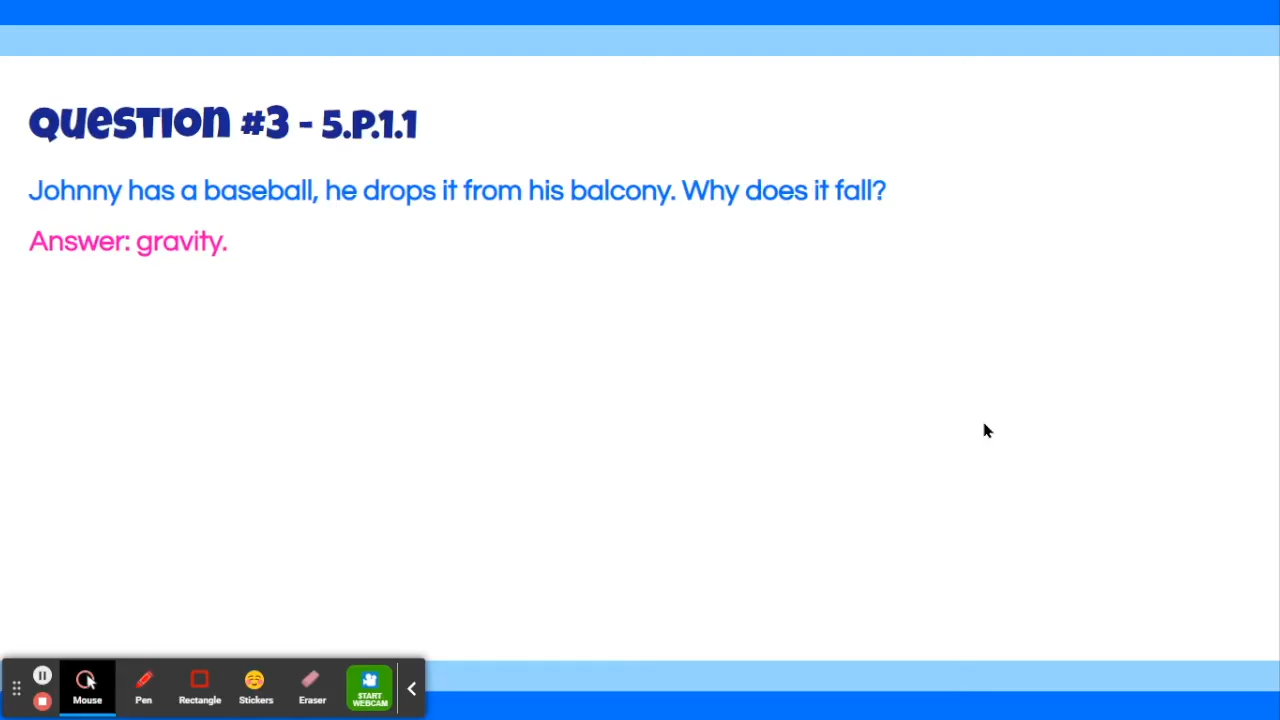 Question #3 - 5.P.1.1
Johnny has a baseball, he drops it from his balcony. Why does it fall?
Answer: gravity.
Mouse
Pen
Rectangle
Stickers
Eraser
START
WEBCAM